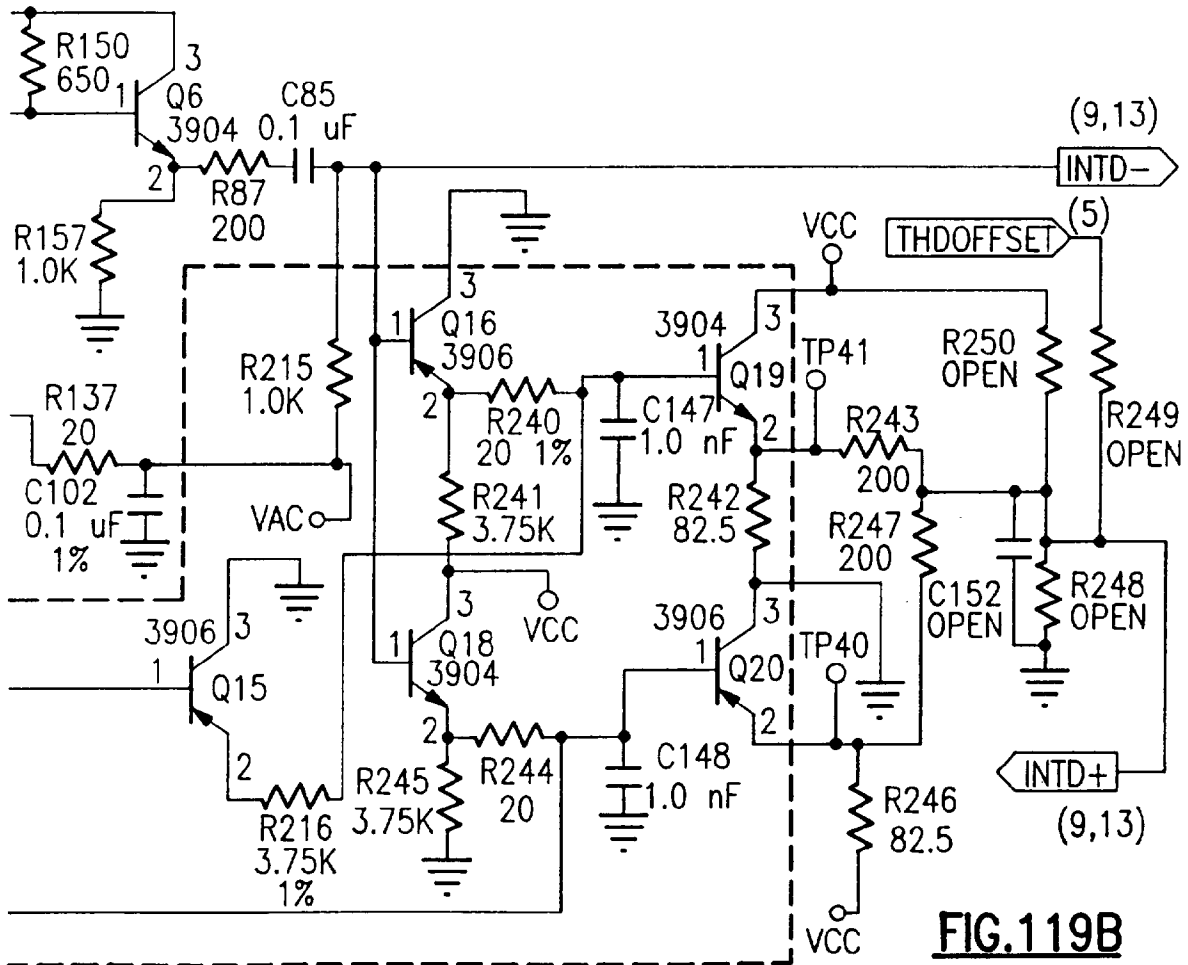 R150
650
3
1
Q6
3904
2
C85
0.1 uF
R87
200
R157
1.0K
(9,13)
INTD-
THDOFFSET
(5)
VCC
3
1
Q16
3906
2
R215
1.0K
R240
20 1%
R241
3.75K
3904
3
1
Q19
2
C147
1.0 nF
TP41
R250
OPEN
R249
OPEN
R243
200
R242
82.5
R247
200
C152
OPEN
R248
OPEN
R137
20
C102
0.1 uF
1%
VAC
3906
3
1
Q15
2
R216
3.75K
1%
VCC
3
1
Q18
3904
2
R245
3.75K
R244
20
C148
1.0 nF
3906
3
1
Q20
2
TP40
R246
82.5
VCC
INTD+
(9,13)
FIG.119B